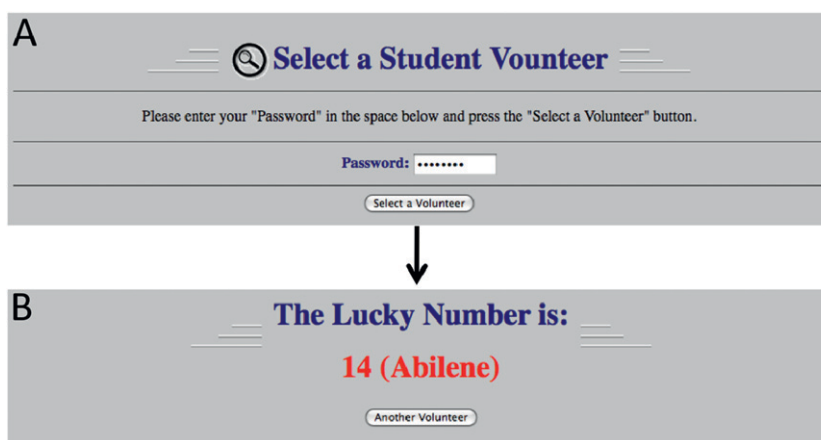 A
Select a Student Vounteer
Please enter your "Password" in the space below and press the "Select a Volunteer" button.
Password: ••••••••
Select a Volunteer
B
The Lucky Number is:
14 (Abilene)
Another Volunteer